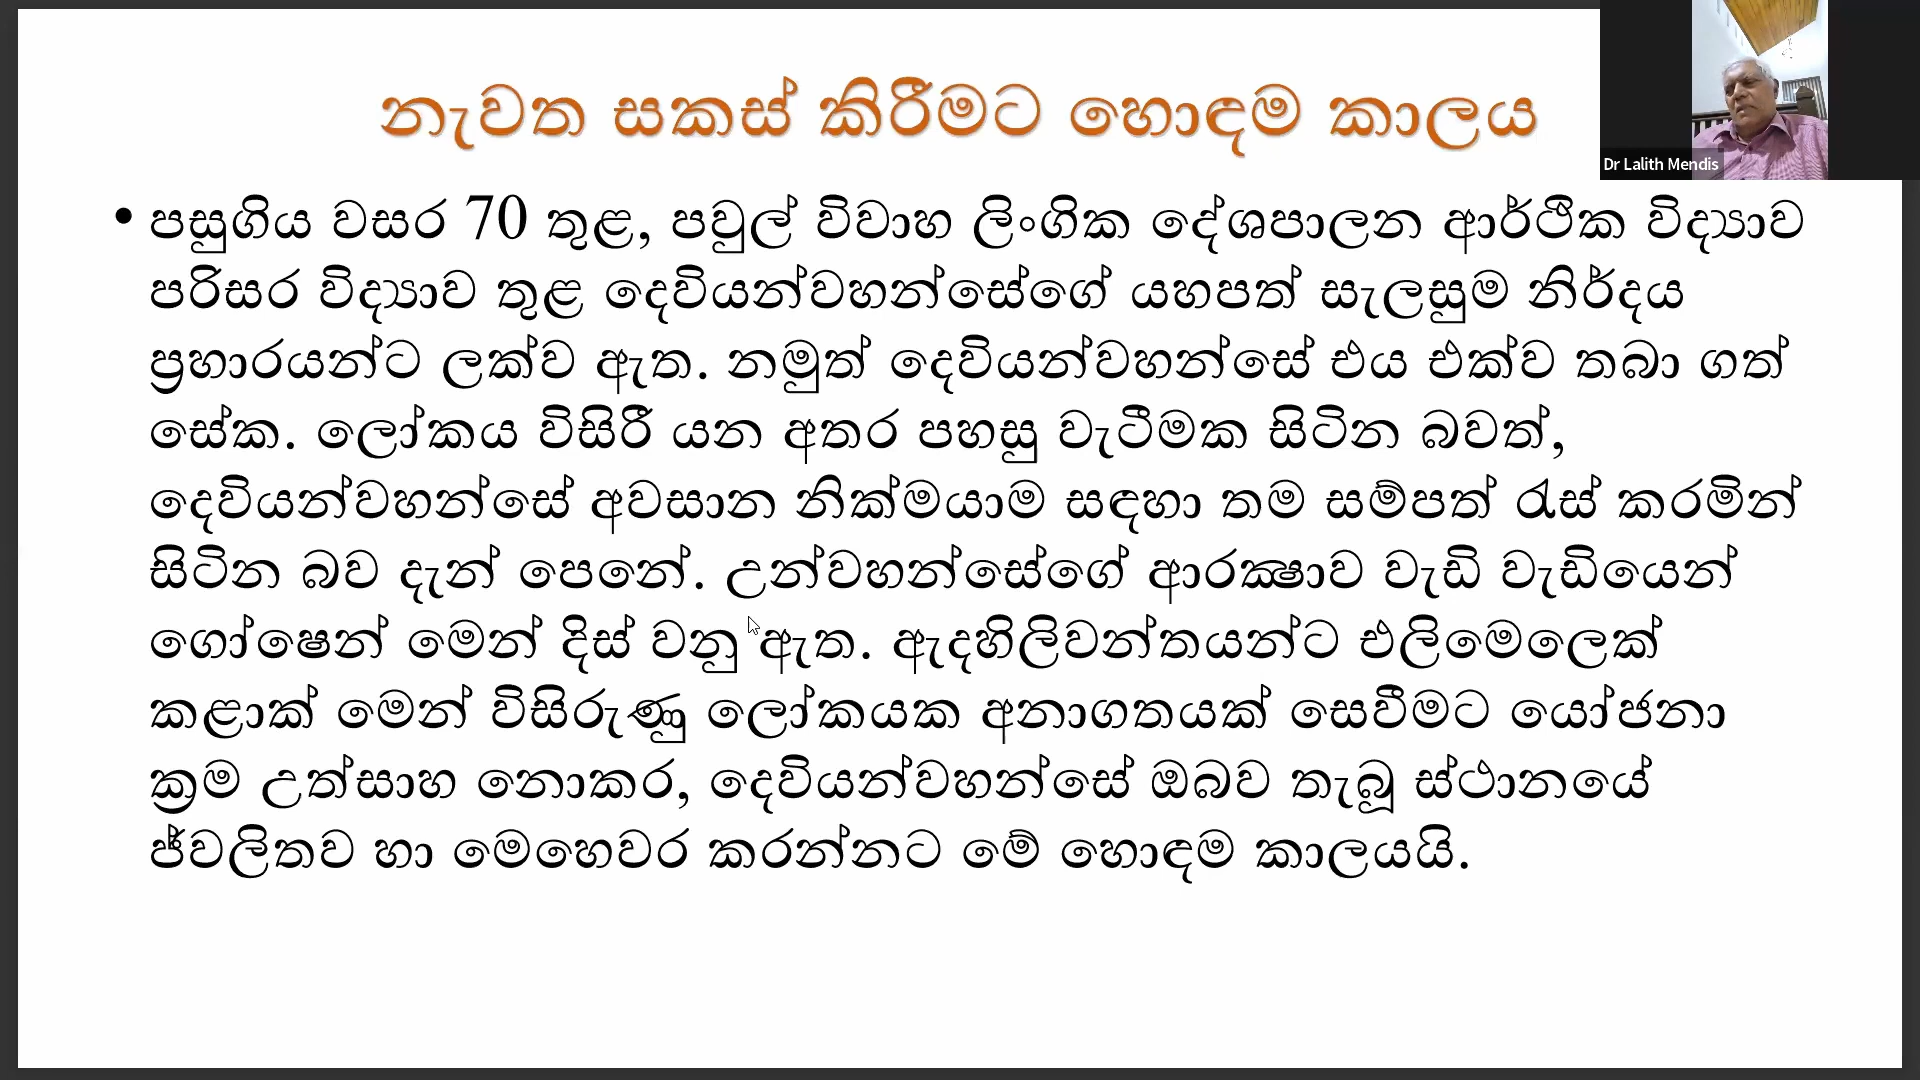 නැවත සකස් කිරීමට හොඳම කාලය
Dr Lalith Mendis
• පසුගිය වසර 70 තුළ, පවුල් විවාහ ලිංගික දේශපාලන ආර්ථික විද්‍යාව
පරිසර විද්‍යාව තුළ දෙවියන්වහන්සේගේ යහපත් සැලසුම නිර්දය
ප්‍රහාරයන්ට ලක්ව ඇත. නමුත් දෙවියන්වහන්සේ එය එක්ව තබා ගත්
සේක. ලෝකය විසිරී යන අතර පහසු වැටීමක සිටින බවත්,
දෙවියන්වහන්සේ අවසාන නික්මයාම සඳහා තම සම්පත් රැස් කරමින්
සිටින බව දැන් පෙනේ. උන්වහන්සේගේ ආරක්‍ෂාව වැඩි වැඩියෙන්
ගෝෂෙන් මෙන් දිස් වනු ඇත. ඇදහිලිවන්තයන්ට එලිමෙලෙක්
කළාක් මෙන් විසිරුණු ලෝකයක අනාගතයක් සෙවීමට යෝජනා
ක්‍රම උත්සාහ නොකර, දෙවියන්වහන්සේ ඔබව තැබූ ස්ථානයේ
ජ්වලිතව හා මෙහෙවර කරන්නට මේ හොඳම කාලයයි.